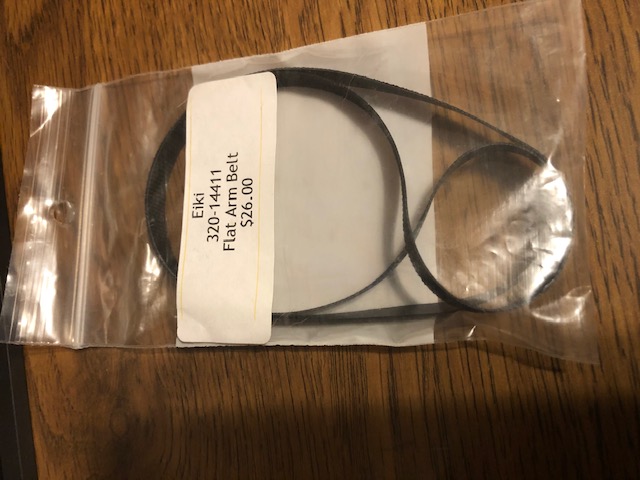 Eiki
320-14411
Flat Arm Belt
$26.00